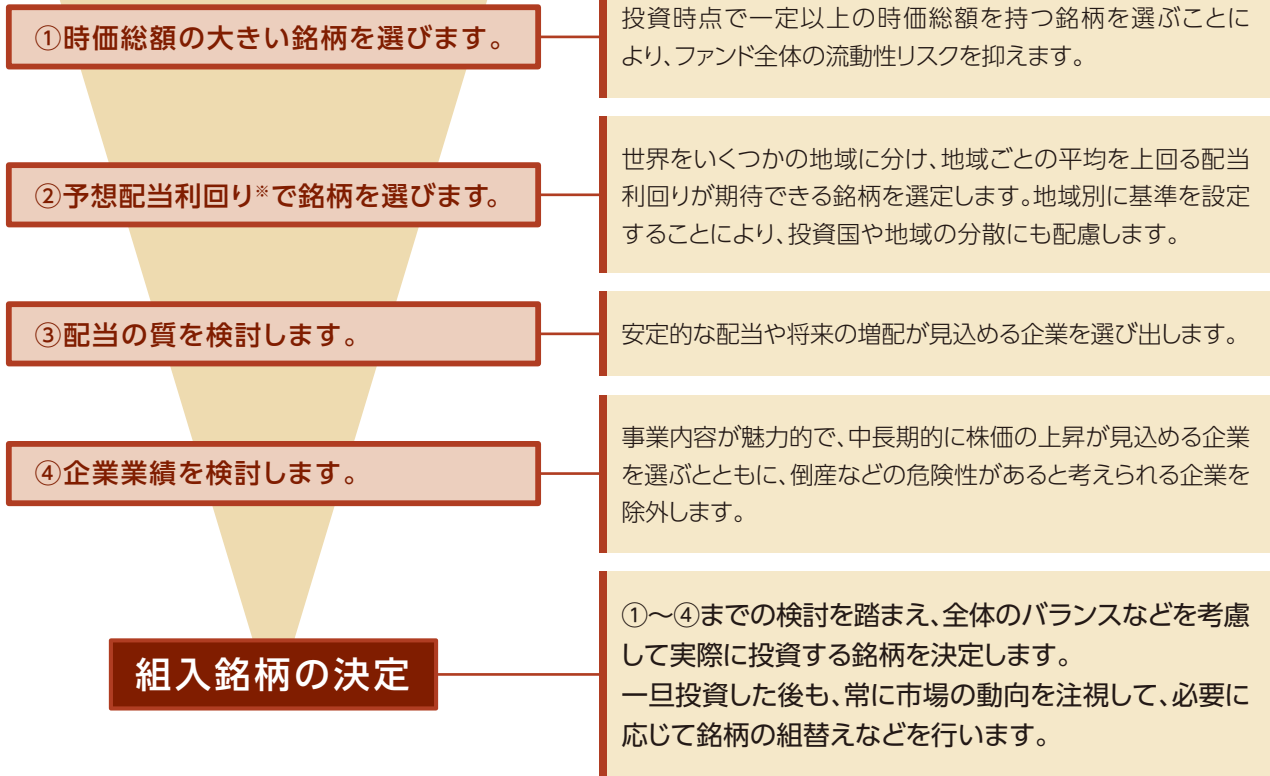 ①時価総額の大きい銘柄を選びます。
投資時点で一定以上の時価総額を持つ銘柄を選ぶことに
より、ファンド全体の流動性リスクを抑えます。
②予想配当利回り※で銘柄を選びます。
世界をいくつかの地域に分け、地域ごとの平均を上回る配当
利回りが期待できる銘柄を選定します。地域別に基準を設定
することにより、投資国や地域の分散にも配慮します。
③配当の質を検討します。
安定的な配当や将来の増配が見込める企業を選び出します。
④企業業績を検討します。
事業内容が魅力的で、中長期的に株価の上昇が見込める企業
を選ぶとともに、倒産などの危険性があると考えられる企業を
除外します。
組入銘柄の決定
①～④までの検討を踏まえ、全体のバランスなどを考慮
して実際に投資する銘柄を決定します。
一旦投資した後も、常に市場の動向を注視して、必要に
応じて銘柄の組替えなどを行います。